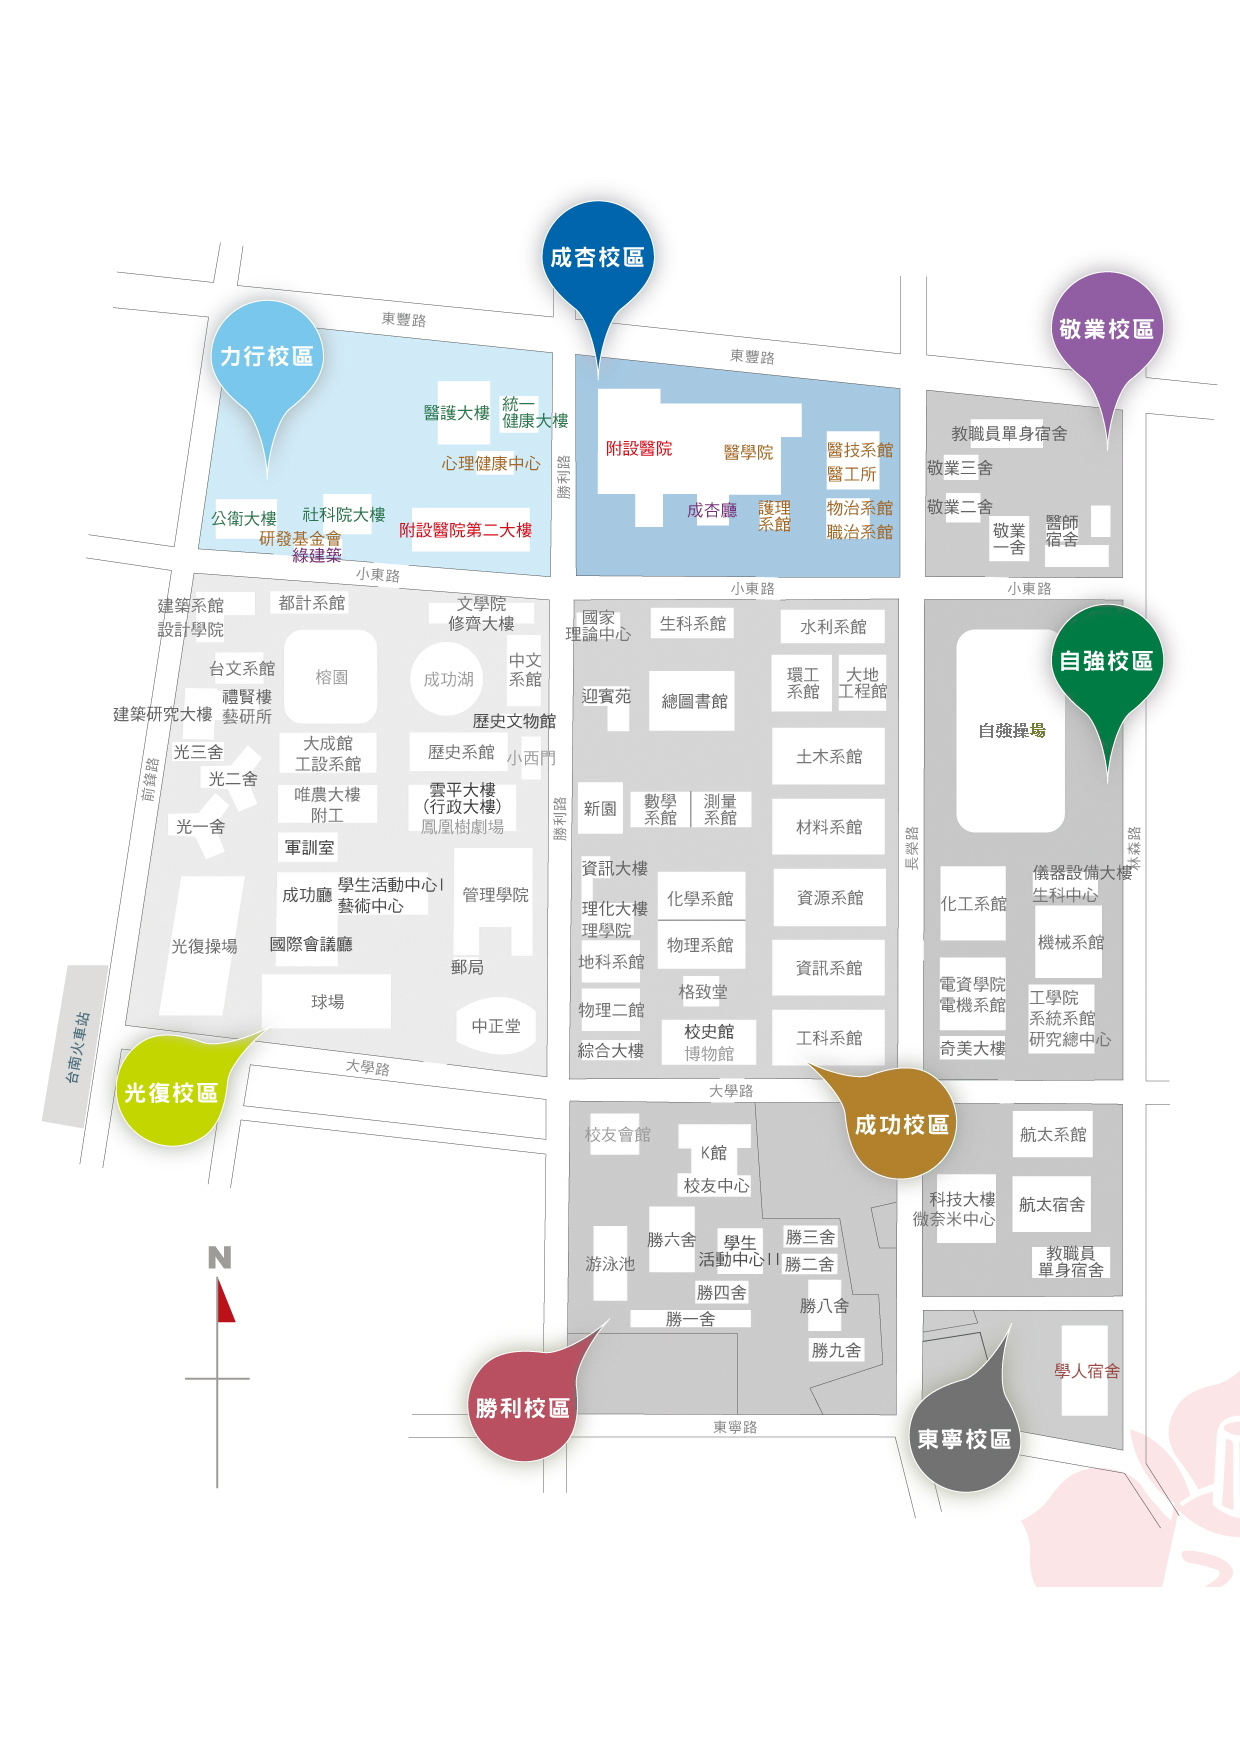 成杏校區
敬業校區
力行校區
東豐路
東豐路
醫護大樓
統一
健康大樓
心理健康中心
公衛大樓
社科院大樓
研發基金會
綠建築
附設醫院第二大樓
勝利路
附設醫院
醫學院
醫技系館
醫工所
成杏廳
護理
系館
物治系館
職治系館
教職員單身宿舍
敬業三舍
敬業二舍
敬業
一舍
醫師
宿舍
小東路
小東路
小東路
建築系館
設計學院
都計系館
文學院
修齊大樓
台文系館
榕園
成功湖
中文
系館
禮賢樓
藝研所
建築研究大樓
歷史文物館
光三舍
大成館
工設系館
歷史系館
小西門
光二舍
唯農大樓
附工
雲平大樓
(行政大樓)
鳳凰樹劇場
光一舍
軍訓室
成功廳
學生活動中心I
藝術中心
管理學院
光復操場
國際會議廳
郵局
球場
中正堂
前鋒路
勝利路
台南火車站
大學路
光復校區
國家
理論中心
生科系館
水利系館
迎賓苑
總圖書館
環工
系館
大地
工程館
土木系館
新園
數學
系館
測量
系館
材料系館
資訊大樓
化學系館
資源系館
理化大樓
理學院
物理系館
地科系館
資訊系館
格致堂
物理二館
校史館
博物館
工科系館
綜合大樓
長榮路
大學路
成功校區
自強校區
自強操場
林森路
儀器設備大樓
生科中心
化工系館
機械系館
電資學院
電機系館
工學院
系統系館
研究總中心
奇美大樓
校友會館
K館
校友中心
勝六舍
學生
活動中心II
勝三舍
勝二舍
游泳池
勝四舍
勝八舍
勝一舍
勝九舍
勝利校區
航太系館
科技大樓
微奈米中心
航太宿舍
教職員
單身宿舍
學人宿舍
東寧校區
東寧路
N